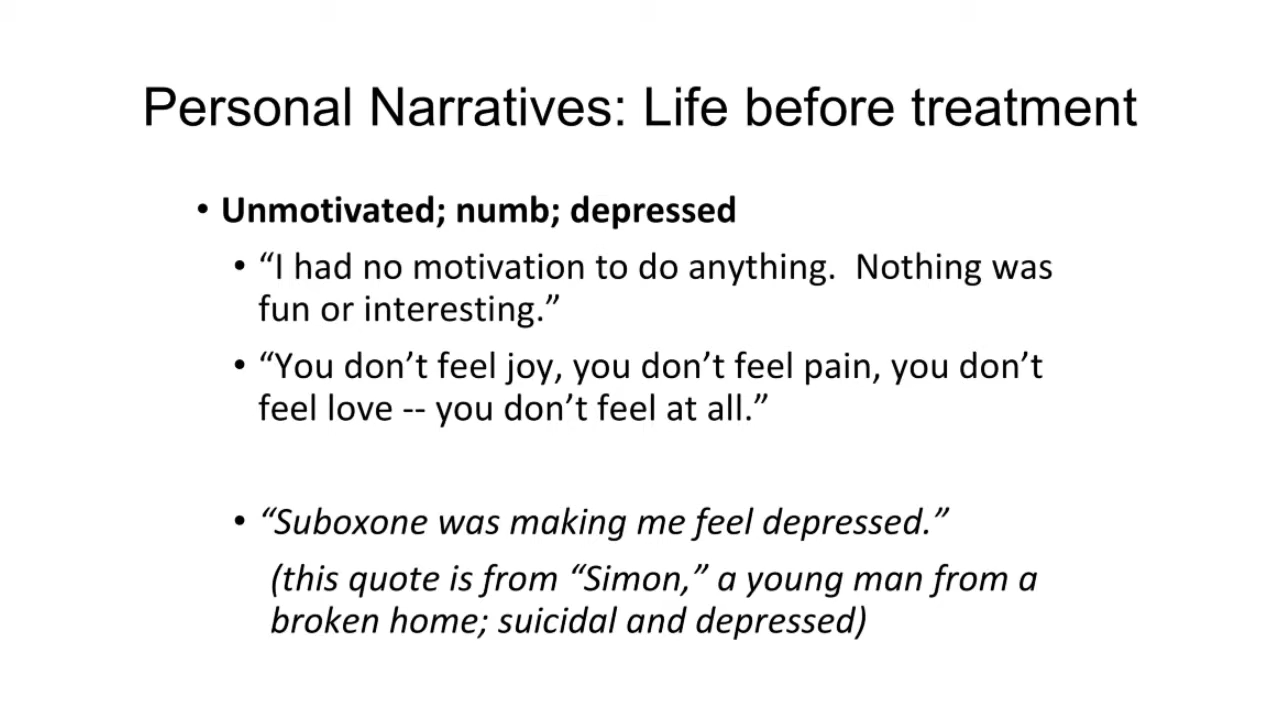 Personal Narratives: Life before treatment
• Unmotivated; numb; depressed
• “I had no motivation to do anything.  Nothing was
fun or interesting.”
• “You don’t feel joy, you don’t feel pain, you don’t
feel love -- you don’t feel at all.”
• “Suboxone was making me feel depressed.”
(this quote is from “Simon,” a young man from a
broken home; suicidal and depressed)